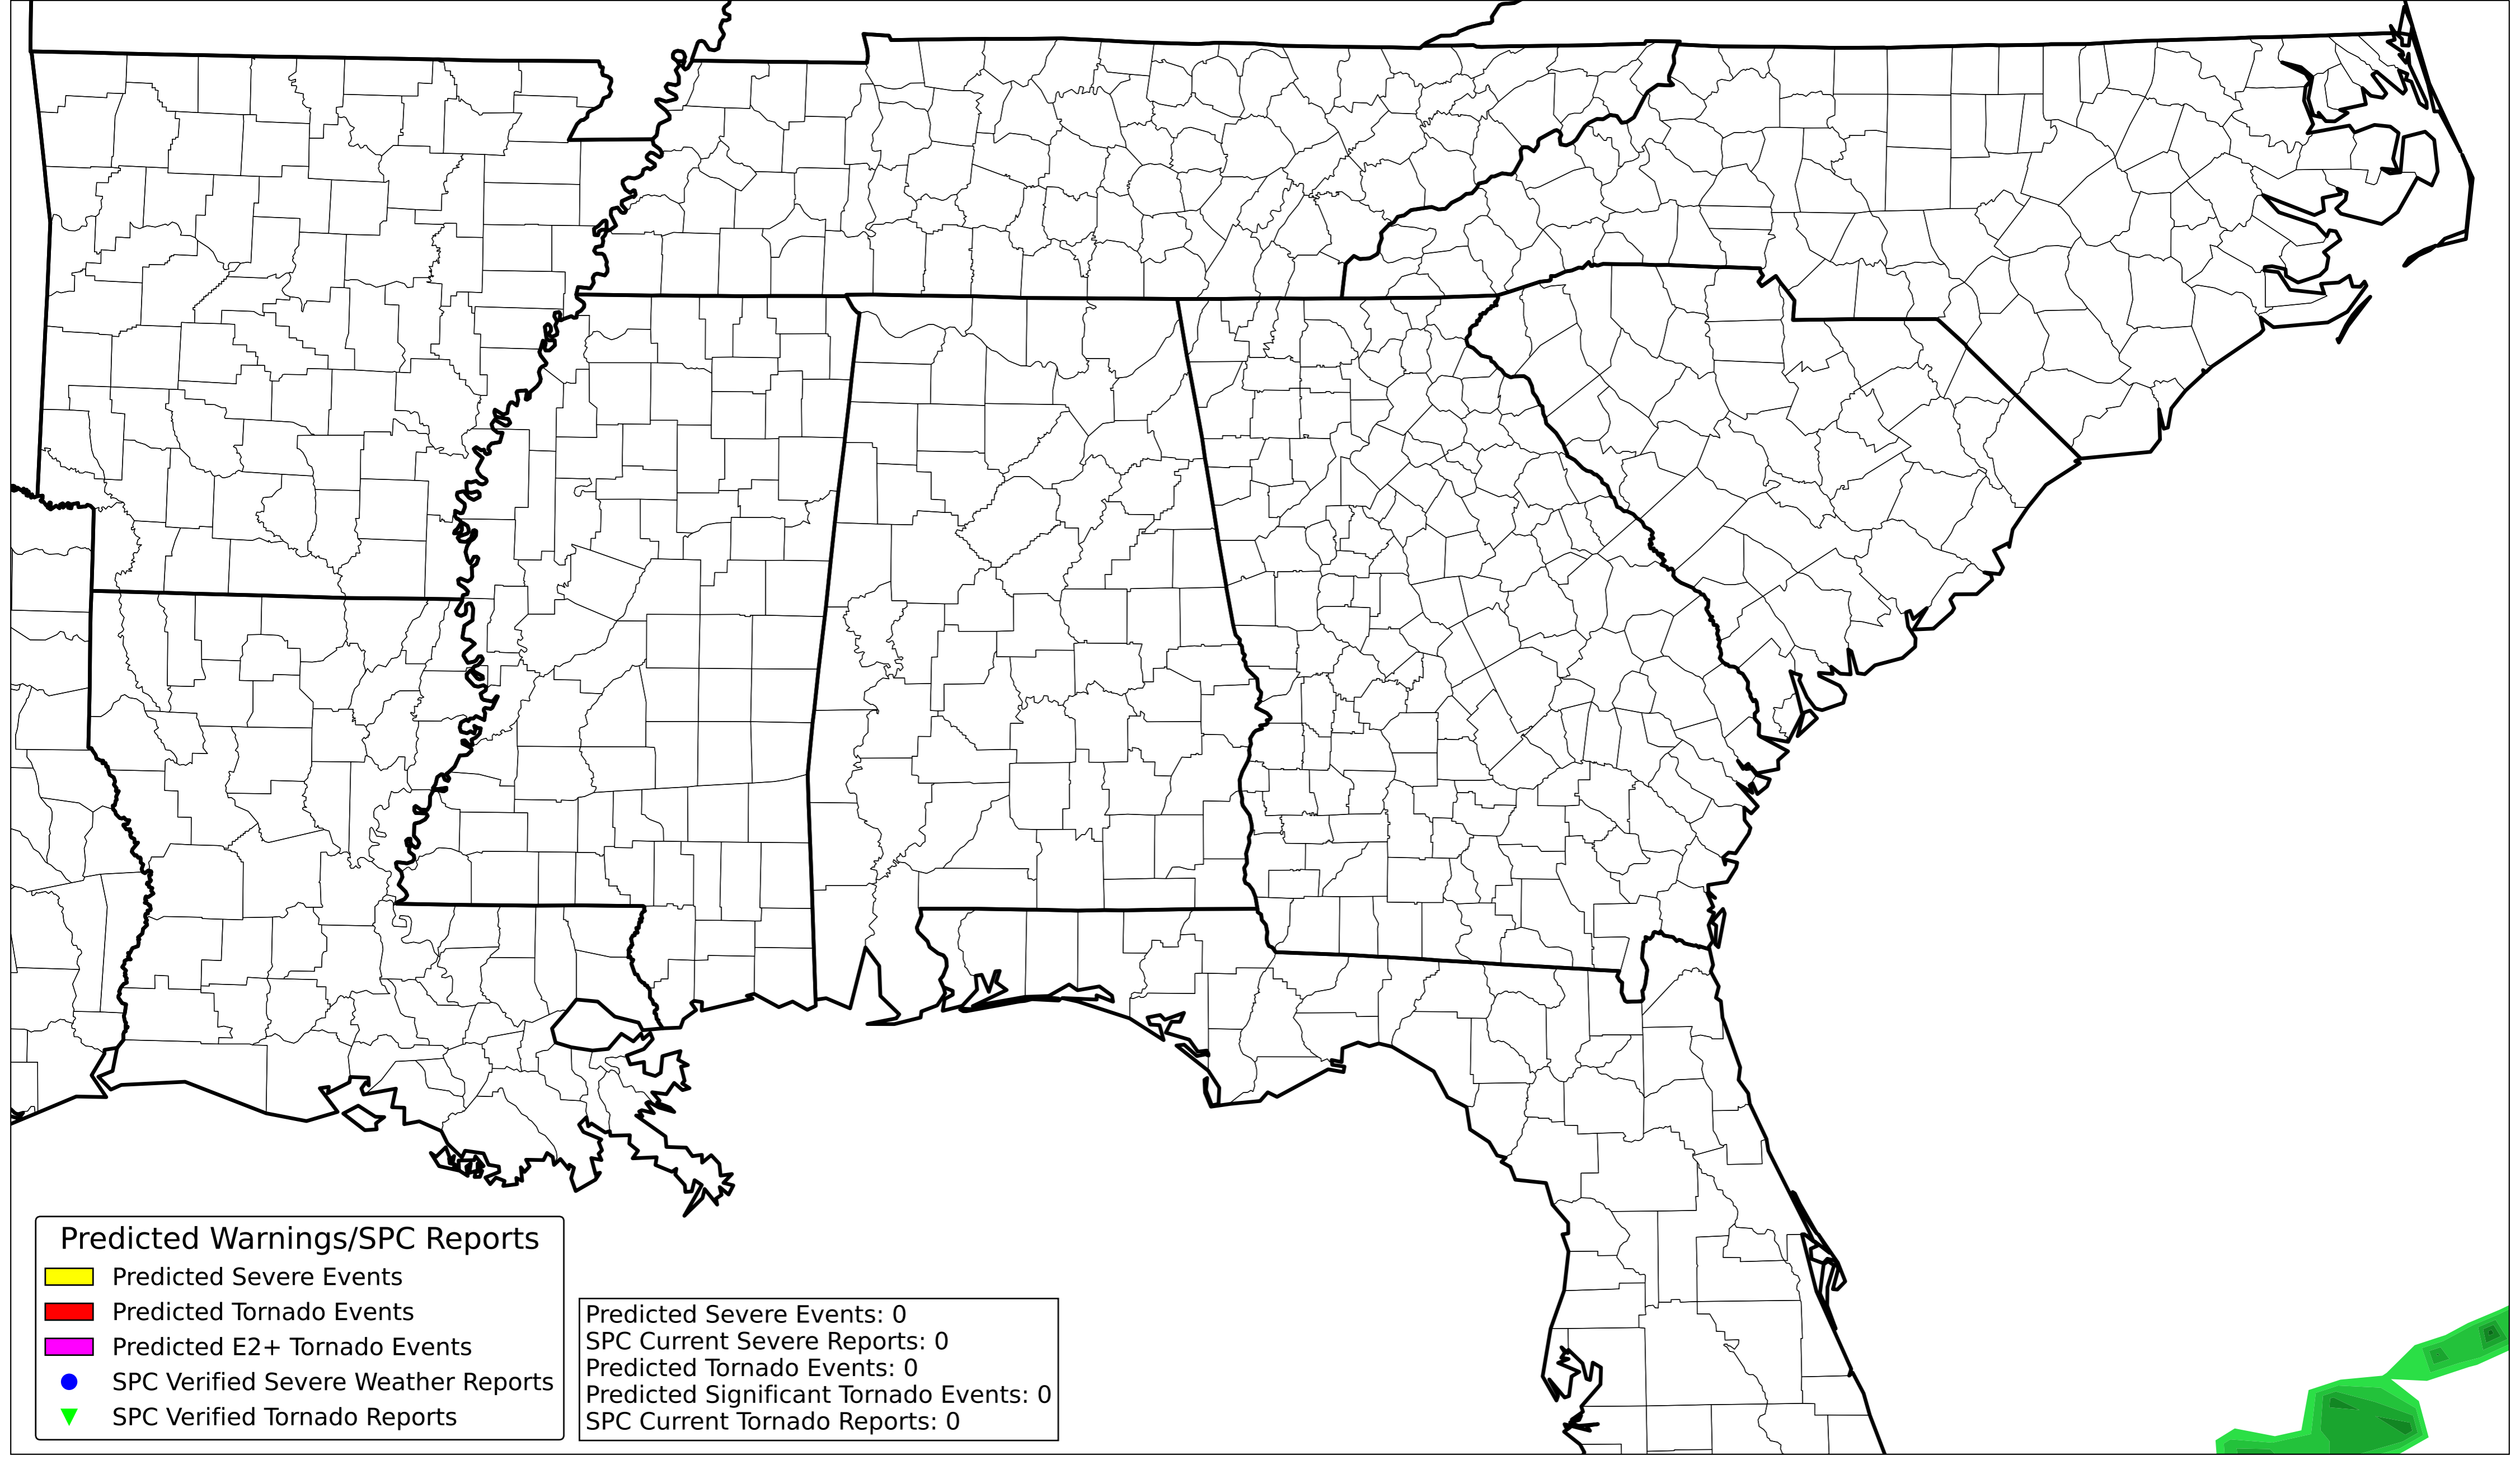 Predicted Warnings/SPC Reports
Predicted Severe Events
Predicted Tornado Events
Predicted E2+ Tornado Events
SPC Verified Severe Weather Reports
SPC Verified Tornado Reports
Predicted Severe Events: 0
SPC Current Severe Reports: 0
Predicted Tornado Events: 0
Predicted Significant Tornado Events: 0
SPC Current Tornado Reports: 0